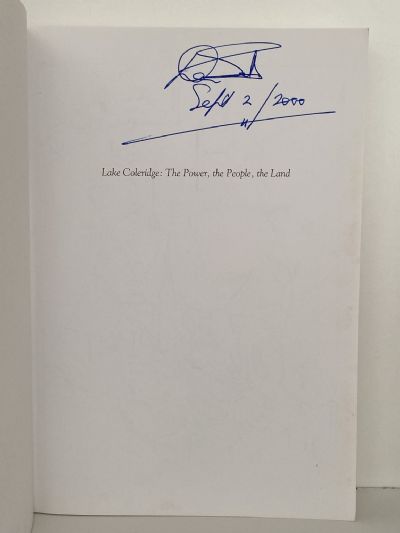 Sept 2/2000
Lake Coleridge: The Power, the People, the Land